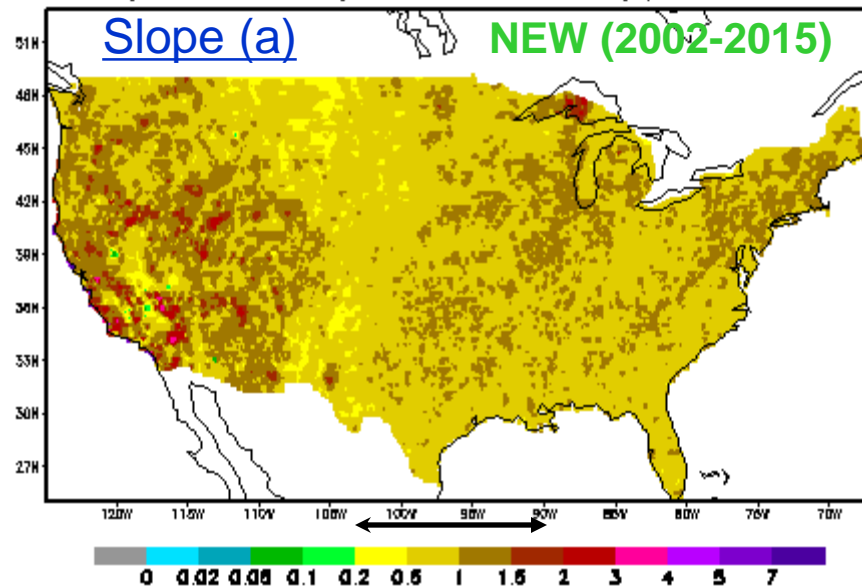 Slope (a) NEW (2002-2015)
51N
48N
45N
42N
39N
36N
33N
30N
27N
120W 115W 110W 105W 100W 95W 90W 85W 80W 75W 70W
0 0.02 0.05 0.1 0.2 0.5 1 1.5 2 3 4 5 7